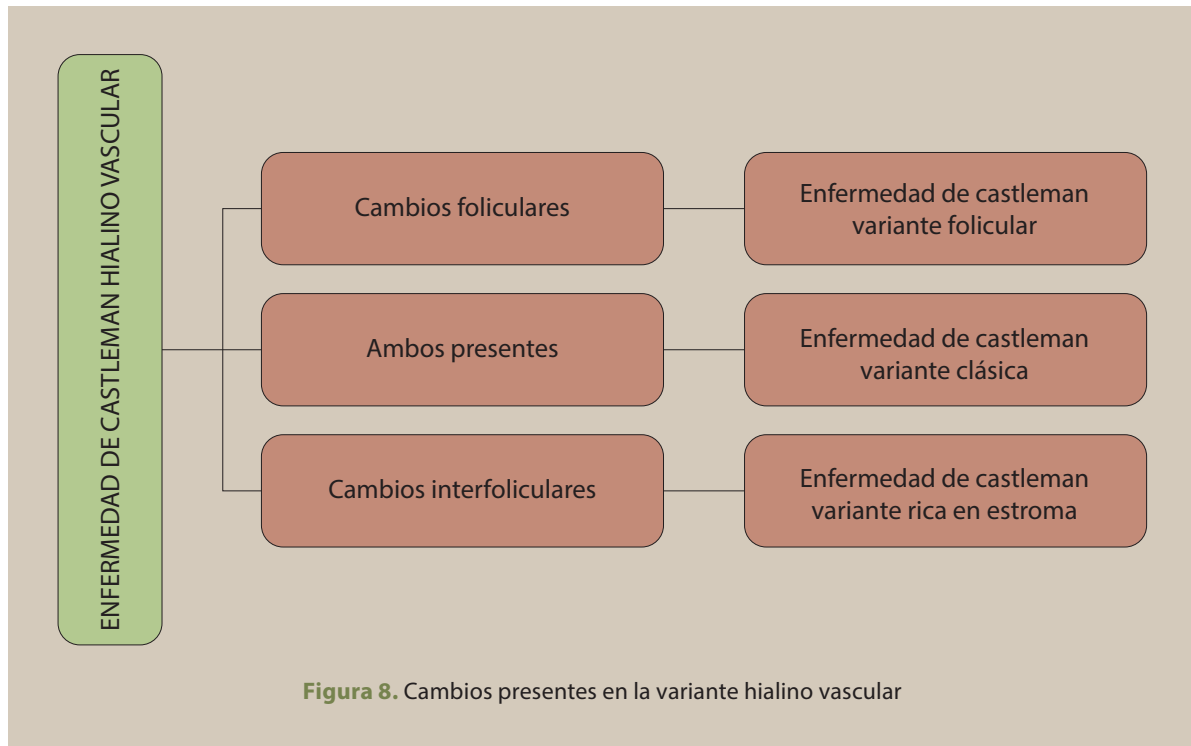 ENFERMEDAD DE CASTLEMAN HIALINO VASCULAR
Cambios foliculares
Enfermedad de castleman
variante folicular
Ambos presentes
Enfermedad de castleman
variante clásica
Cambios interfoliculares
Enfermedad de castleman
variante rica en estroma
Figura 8. Cambios presentes en la variante hialino vascular